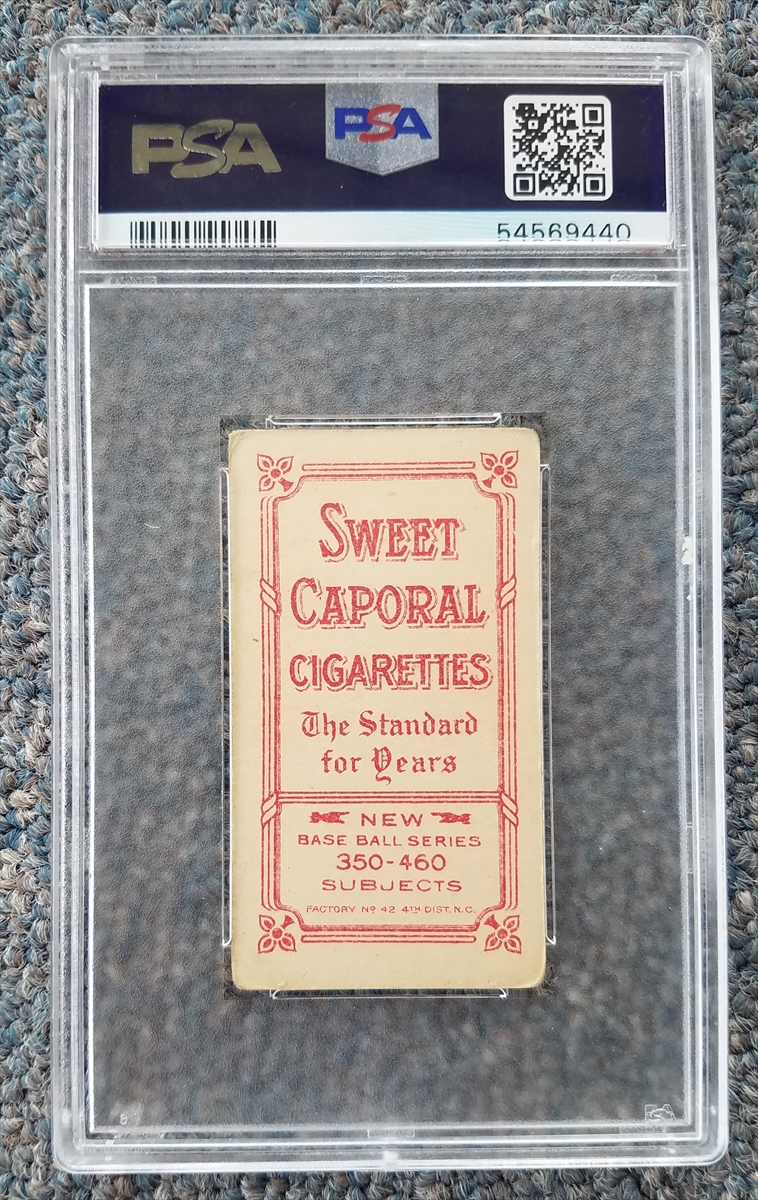 PSA
PSA
54569440
SWEET
CAPORAL
CIGARETTES
The Standard
for Years
NEW
BASE BALL SERIES
350-460
SUBJECTS
FACTORY Nº 42 4TH DIST. N.C.
PSA